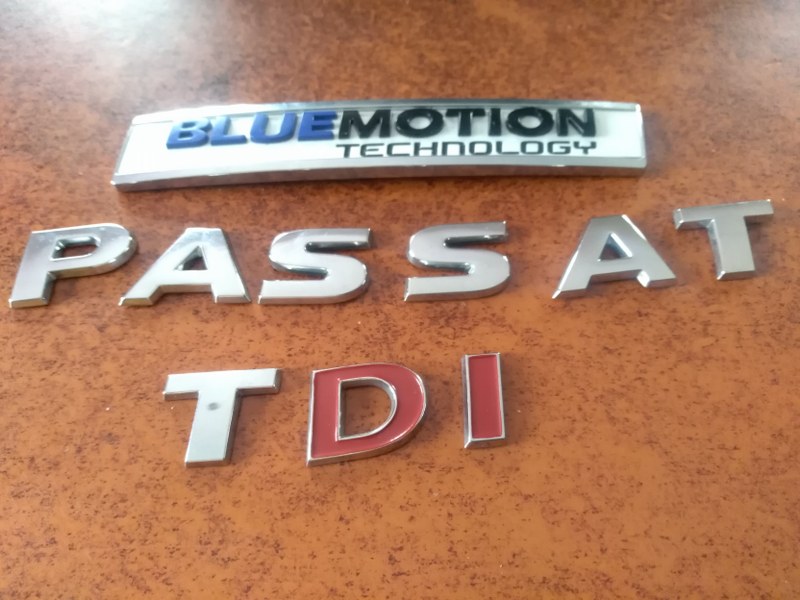 BLUEMOTION
TECHNOLOGY
PASSAT
TDI